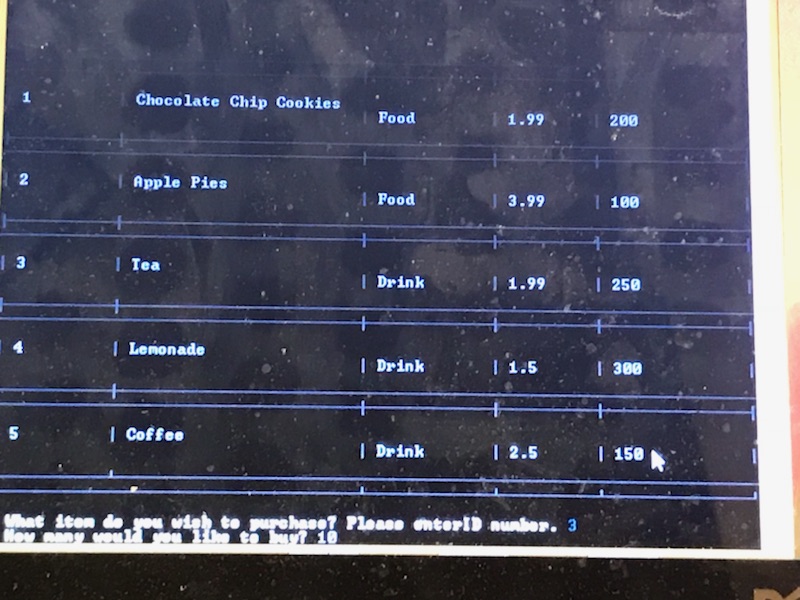 1 Chocolate Chip Cookies Food 1.99 200
2 | Apple Pies | Food | 3.99 | 100
| 3 | Tea | Drink | 1.99 | 250
4 | Lemonade | Drink | 1.5 | 300
5 | Coffee | Drink | 2.5 | 150
What item do you wish to purchase? Please enterID number. 3
How many would you like to buy? 10